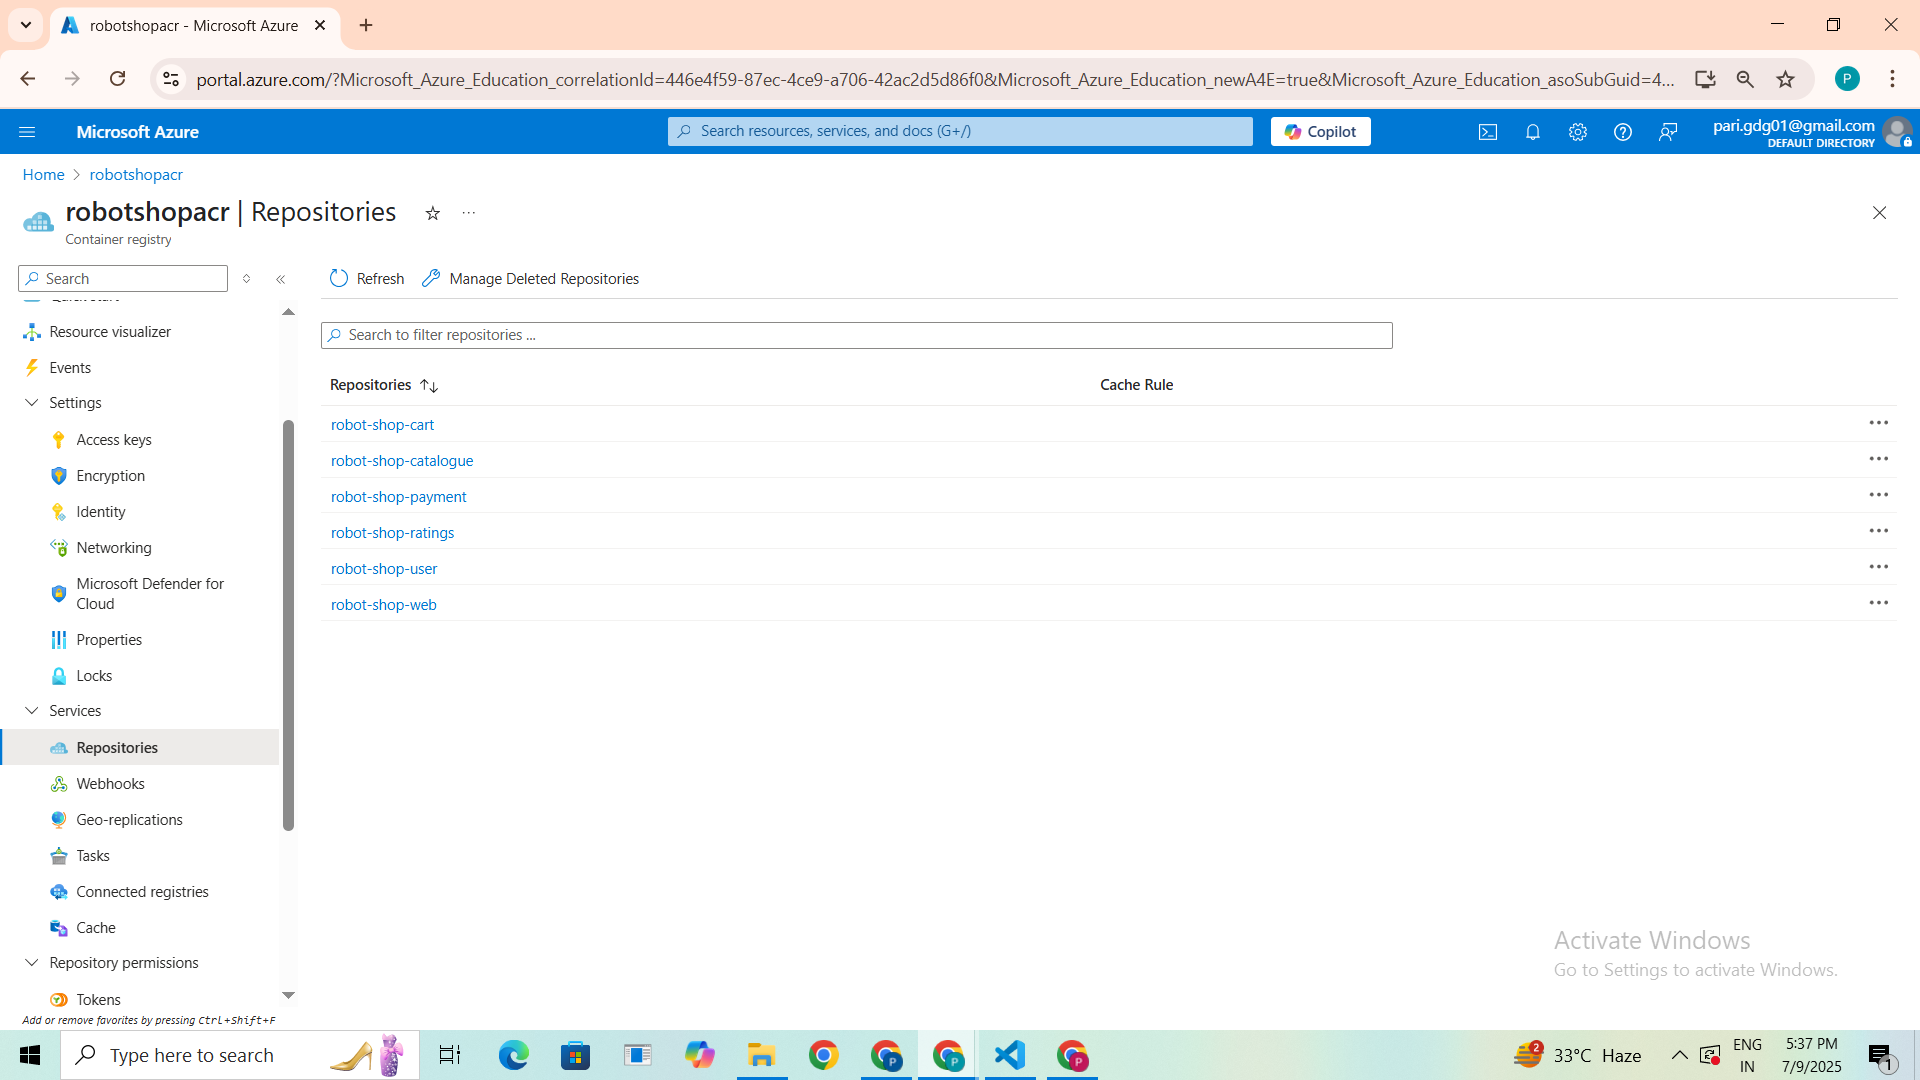 robotshopacr - Microsoft Azure
portal.azure.com/?Microsoft_Azure_Education_correlationId=446e4f59-87ec-4ce9-a706-42ac2d5d86f0&Microsoft_Azure_Education_newA4E=true&Microsoft_Azure_Education_asoSubGuid=4...
P
Microsoft Azure
Search resources, services, and docs (G+/)
Copilot
pari.gdg01@gmail.com
DEFAULT DIRECTORY
Home > robotshopacr
robotshopacr | Repositories
Container registry
Search
Refresh
Manage Deleted Repositories
Quick start
Resource visualizer
Events
Settings
Access keys
Encryption
Identity
Networking
Microsoft Defender for
Cloud
Properties
Locks
Services
Repositories
Webhooks
Geo-replications
Tasks
Connected registries
Cache
Repository permissions
Tokens
Add or remove favorites by pressing Ctrl+Shift+F
Search to filter repositories ...
Repositories
Cache Rule
robot-shop-cart
robot-shop-catalogue
robot-shop-payment
robot-shop-ratings
robot-shop-user
robot-shop-web
Activate Windows
Go to Settings to activate Windows.
Type here to search
P
P
P
2
33°C Haze
ENG
IN
5:37 PM
7/9/2025
1